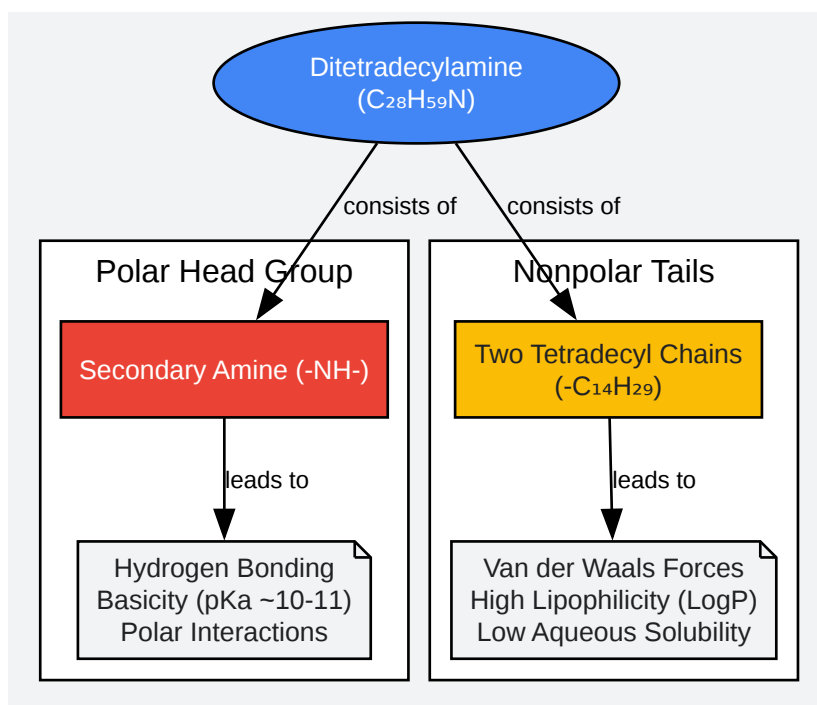 Ditetradecylamine
(C₂₈H₅₉N)
consists of
consists of
Polar Head Group
Nonpolar Tails
Secondary Amine (-NH-)
Two Tetradecyl Chains
(-C₁₄H₂₉)
leads to
leads to
Hydrogen Bonding
Basicity (pKa ~10-11)
Polar Interactions
Van der Waals Forces
High Lipophilicity (LogP)
Low Aqueous Solubility